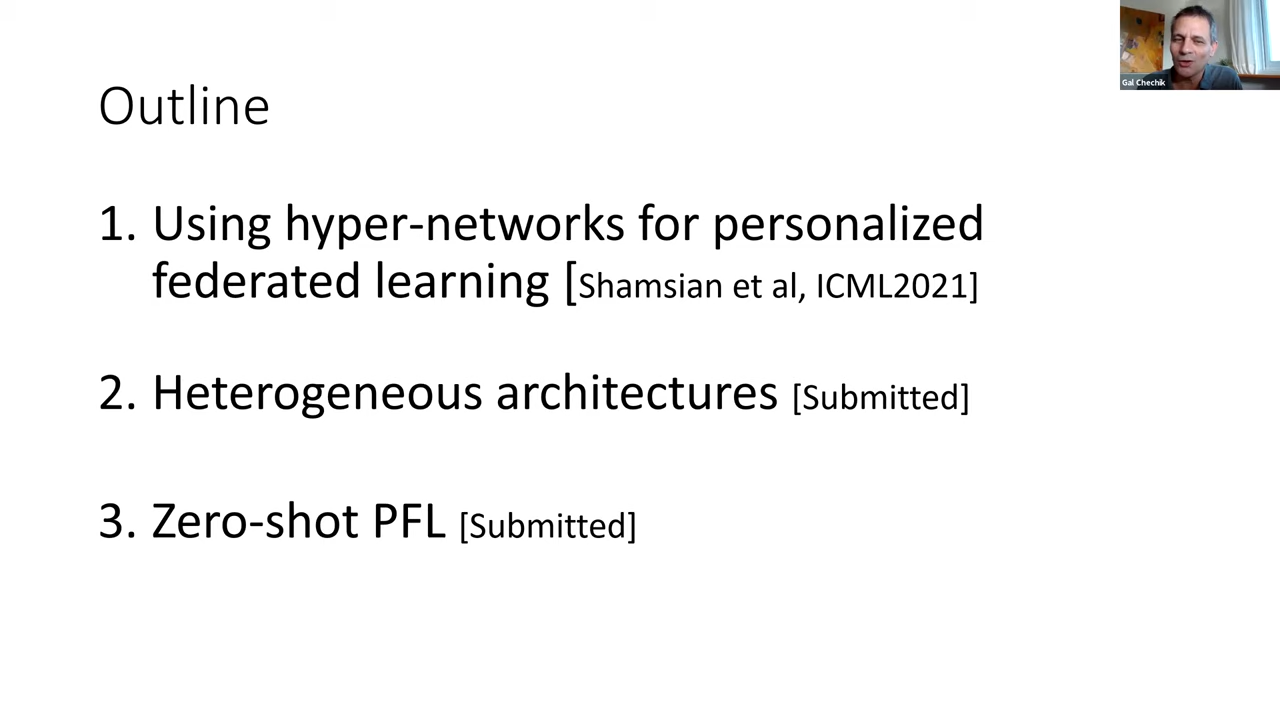 Gal Chechik
Outline
1. Using hyper-networks for personalized
federated learning [Shamsian et al, ICML2021]
2. Heterogeneous architectures [Submitted]
3. Zero-shot PFL [Submitted]